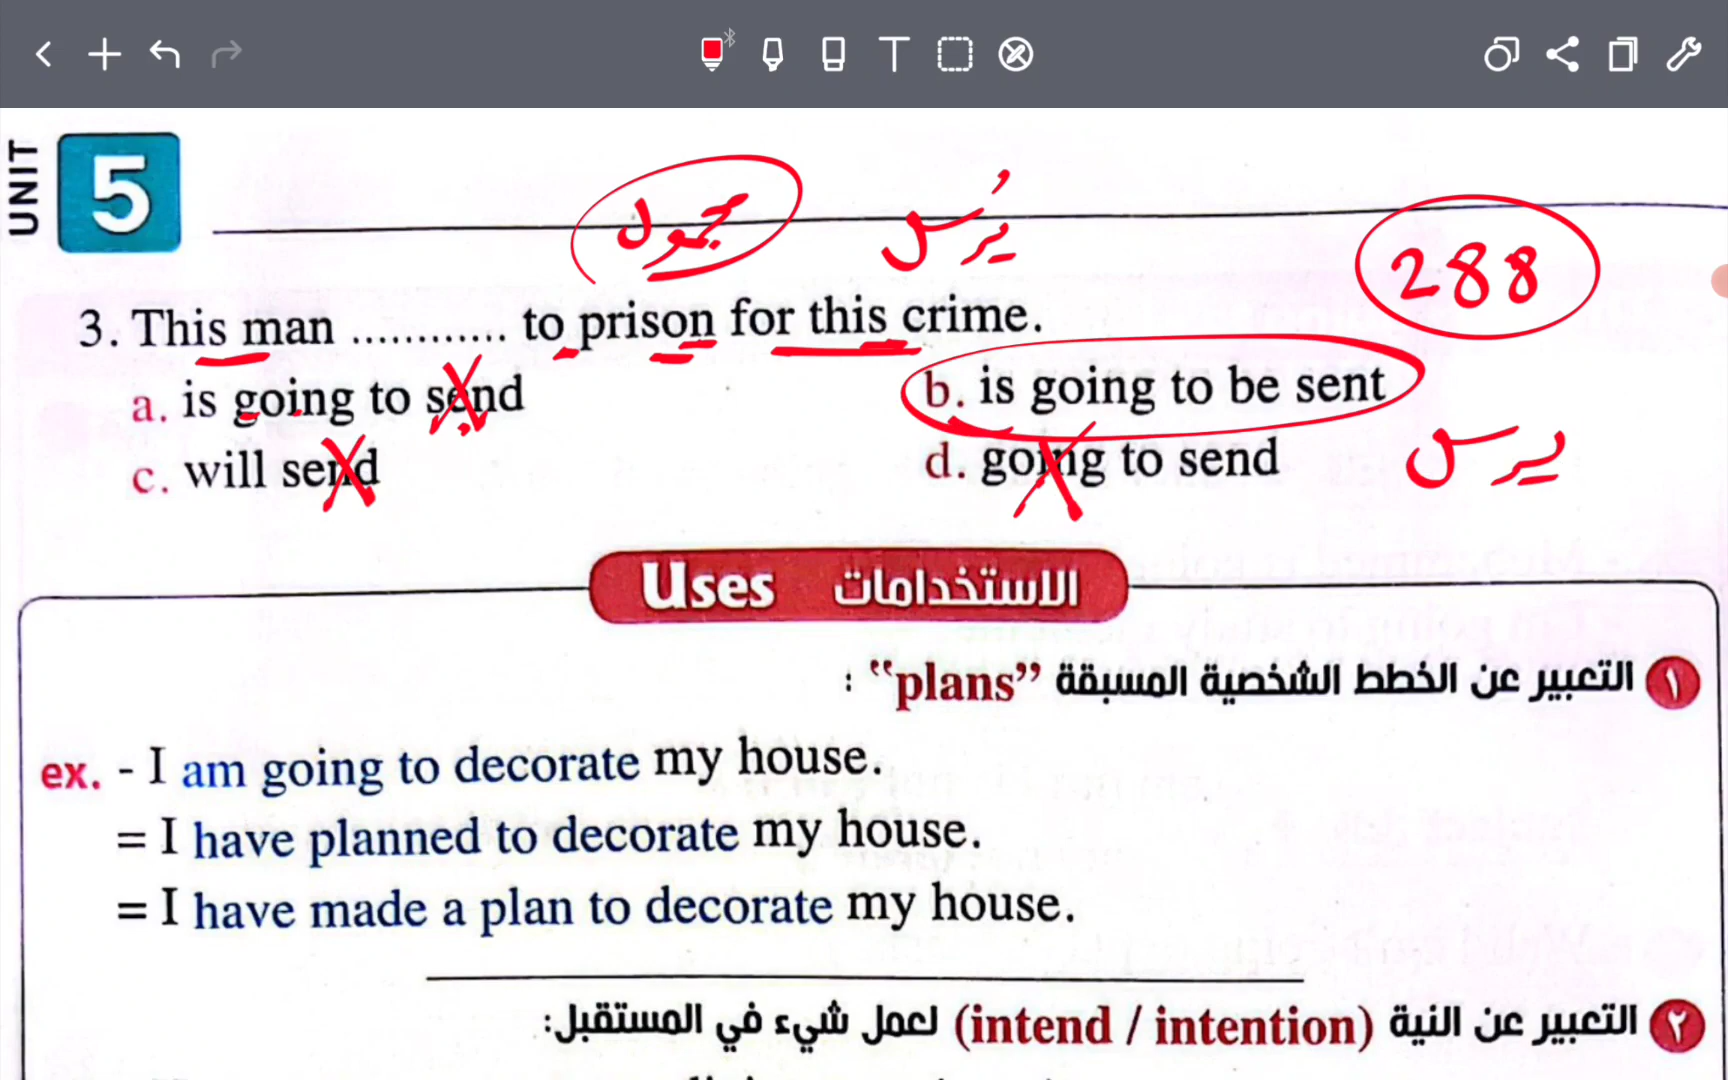 UNIT 5
مجهول
يُرسل
288
3. This man ............ to prison for this crime.
a. is going to send
b. is going to be sent
c. will send
d. going to send
يرسل
Uses الاستخدامات
١ التعبير عن الخطط الشخصية المسبقة “plans” :
ex. - I am going to decorate my house.
= I have planned to decorate my house.
= I have made a plan to decorate my house.
٢ التعبير عن النية (intend / intention) لعمل شيء في المستقبل: